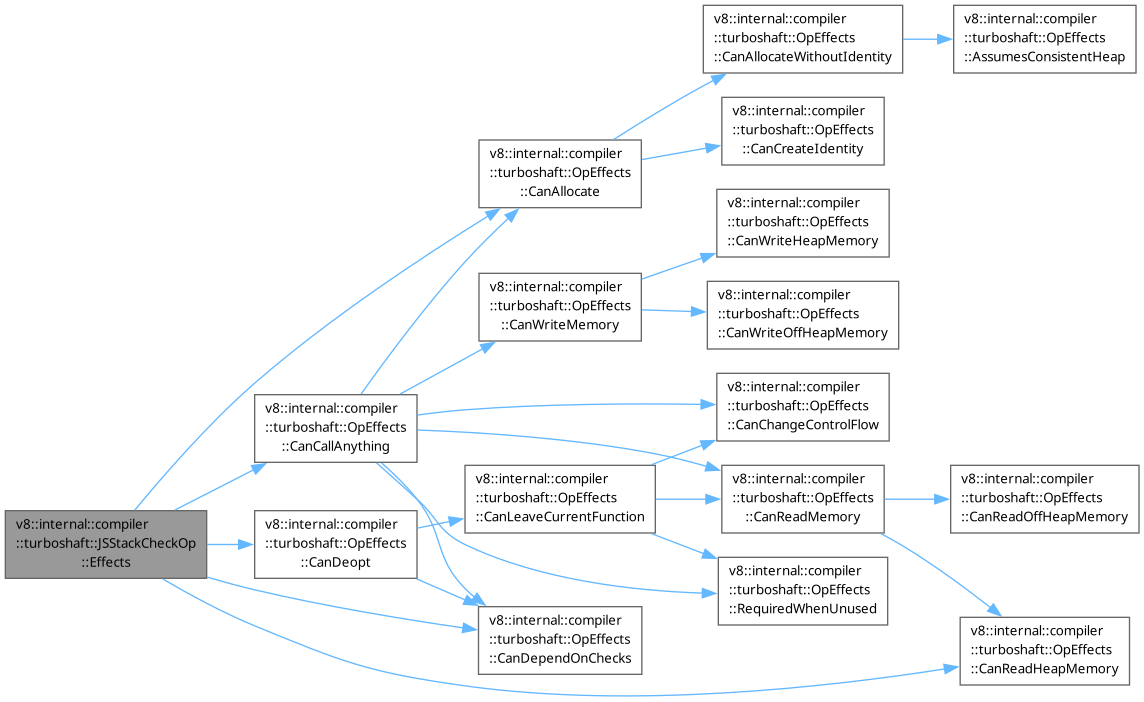 v8::internal::compiler
::turboshaft::OpEffects
::CanAllocateWithoutIdentity
v8::internal::compiler
::turboshaft::OpEffects
::AssumesConsistentHeap
v8::internal::compiler
::turboshaft::OpEffects
::CanCreateIdentity
v8::internal::compiler
::turboshaft::OpEffects
::CanAllocate
v8::internal::compiler
::turboshaft::OpEffects
::CanWriteHeapMemory
v8::internal::compiler
::turboshaft::OpEffects
::CanWriteMemory
v8::internal::compiler
::turboshaft::OpEffects
::CanWriteOffHeapMemory
v8::internal::compiler
::turboshaft::OpEffects
::CanChangeControlFlow
v8::internal::compiler
::turboshaft::OpEffects
::CanCallAnything
v8::internal::compiler
::turboshaft::OpEffects
::CanLeaveCurrentFunction
v8::internal::compiler
::turboshaft::OpEffects
::CanReadMemory
v8::internal::compiler
::turboshaft::OpEffects
::CanReadOffHeapMemory
v8::internal::compiler
::turboshaft::JSStackCheckOp
::Effects
v8::internal::compiler
::turboshaft::OpEffects
::CanDeopt
v8::internal::compiler
::turboshaft::OpEffects
::RequiredWhenUnused
v8::internal::compiler
::turboshaft::OpEffects
::CanDependOnChecks
v8::internal::compiler
::turboshaft::OpEffects
::CanReadHeapMemory